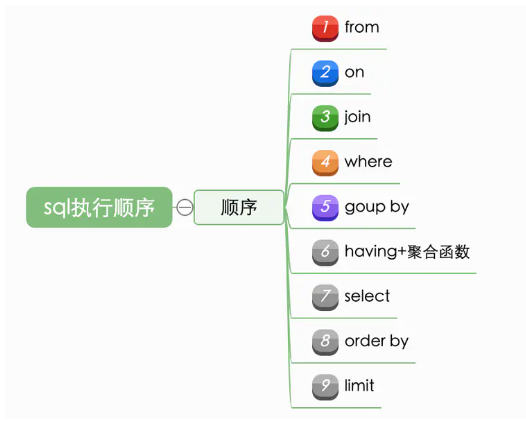 sql执行顺序
顺序
1 from
2 on
3 join
4 where
5 goup by
6 having+聚合函数
7 select
8 order by
9 limit